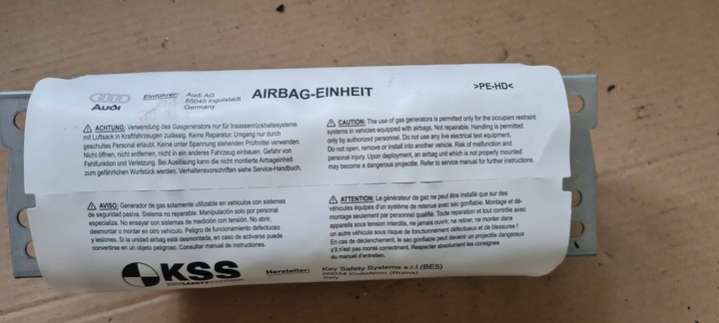 Audi
Einführer: Audi AG
85045 Ingolstadt
Germany
AIRBAG-EINHEIT
>PE-HD<
ACHTUNG: Verwendung des Gasgenerators nur für Insassenrückhaltesysteme
mit Luftsack in Kraftfahrzeugen zulässig. Keine Reparatur. Umgang nur durch
geschultes Personal erlaubt. Keine unter Spannung stehenden Prüfmittel verwenden.
Nicht öffnen, nicht entfernen, nicht in ein anderes Fahrzeug einbauen. Gefahr von
Fehlfunktion und Verletzung. Bei Auslösung kann die nicht montierte Airbageinheit
zum gefährlichen Wurfstück werden. Verhaltensvorschriften siehe Service-Handbuch.
CAUTION: The use of gas generators is permitted only for the occupant restraint
systems in vehicles equipped with airbags. Not repairable. Handling is permitted
only by authorized personnel. Do not use any live electrical test equipment.
Do not open, remove or install into another vehicle. Risk of malfunction and
personal injury. Upon deployment, an airbag unit which is not properly mounted
may become a dangerous projectile. Refer to service manual for further instructions.
AVISO: Generador de gas solamente utilizable en vehículos con sistemas
de seguridad pasiva. Sistema no reparable. Manipulación solo por personal
especialista. No ensayar con sistemas de medición con tensión. No abrir,
desmontar o montar en otro vehículo. Peligro de funcionamiento defectuoso
y lesiones. Si la unidad airbag está desmontada, en caso de activarse puede
convertirse en un objeto peligroso. Consultar manual de instrucciones.
ATTENTION: Le générateur de gaz ne peut être installé que sur des
véhicules équipés d'un système de retenue avec sac gonflable. Montage et dé-
montage seulement par personnel qualifié. Toute reparation et tout contrôle avec
appareils sous tension interdits, ne jamais ouvrir, ne retirer, ne monter dans
un autre véhicule sous risque de fonctionnement défectueux et de blessures !
En cas de déclenchement, le sac gonflable peut devenir un projectile dangereux
s'il n'est pas monté correctement. Respecter absolument les consignes
du manuel d'entretien.
KSS
Hersteller: Key Safety Systems s.r.l (BE5)
Italy